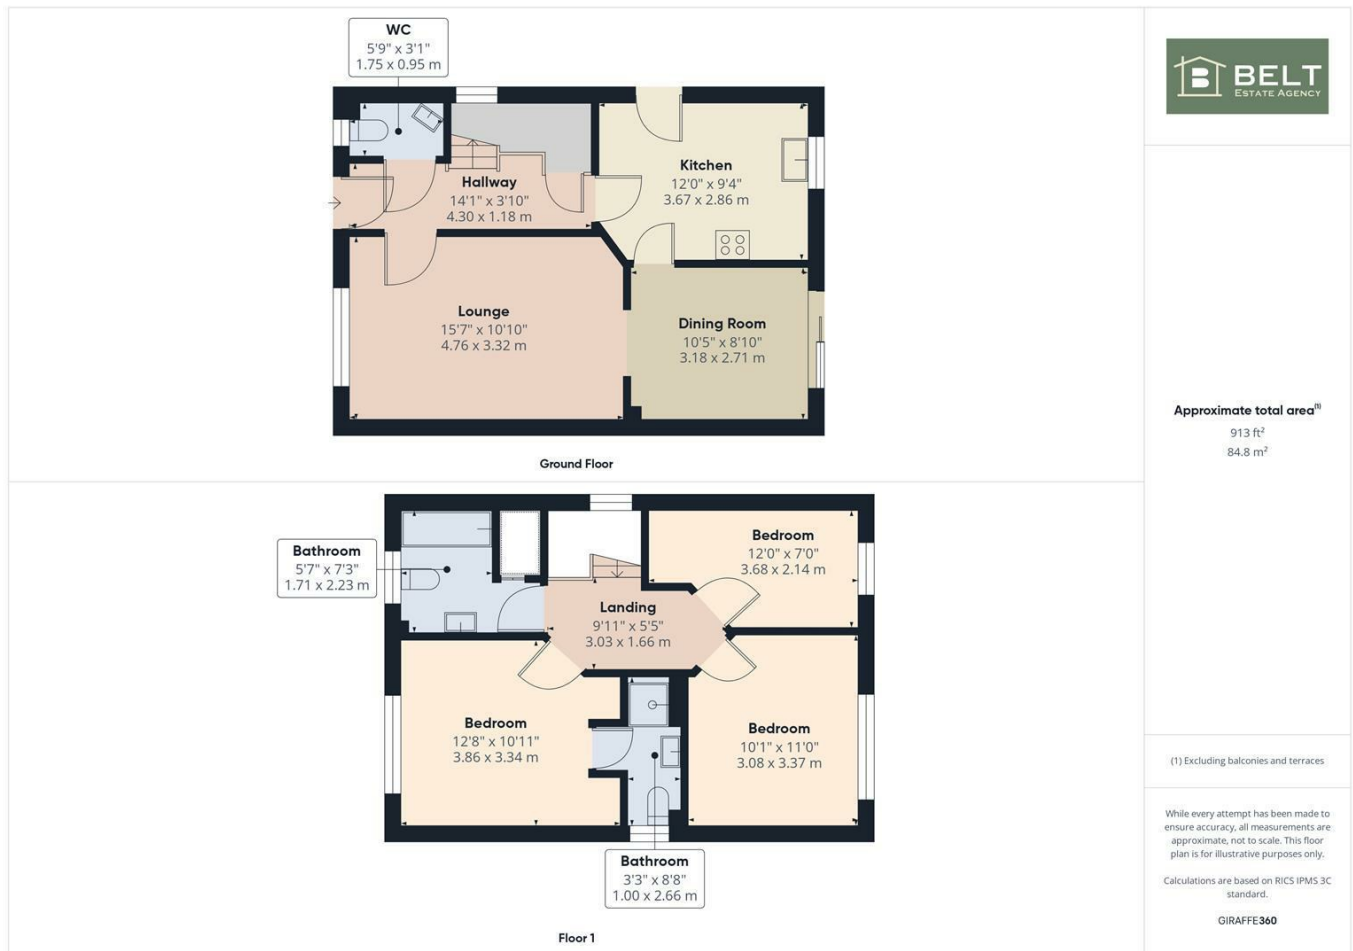 WC
5'9" x 3'1"
1.75 x 0.95 m
Hallway
14'1" x 3'10"
4.30 x 1.18 m
Kitchen
12'0" x 9'4"
3.67 x 2.86 m
Lounge
15'7" x 10'10"
4.76 x 3.32 m
Dining Room
10'5" x 8'10"
3.18 x 2.71 m
Ground Floor
Bathroom
5'7" x 7'3"
1.71 x 2.23 m
Bedroom
12'0" x 7'0"
3.68 x 2.14 m
Landing
9'11" x 5'5"
3.03 x 1.66 m
Bedroom
12'8" x 10'11"
3.86 x 3.34 m
Bedroom
10'1" x 11'0"
3.08 x 3.37 m
Bathroom
3'3" x 8'8"
1.00 x 2.66 m
Floor 1
B BELT
ESTATE AGENCY
Approximate total area⁽¹⁾
913 ft²
84.8 m²
(1) Excluding balconies and terraces
While every attempt has been made to
ensure accuracy, all measurements are
approximate, not to scale. This floor
plan is for illustrative purposes only.
Calculations are based on RICS IPMS 3C
standard.
GIRAFFE360